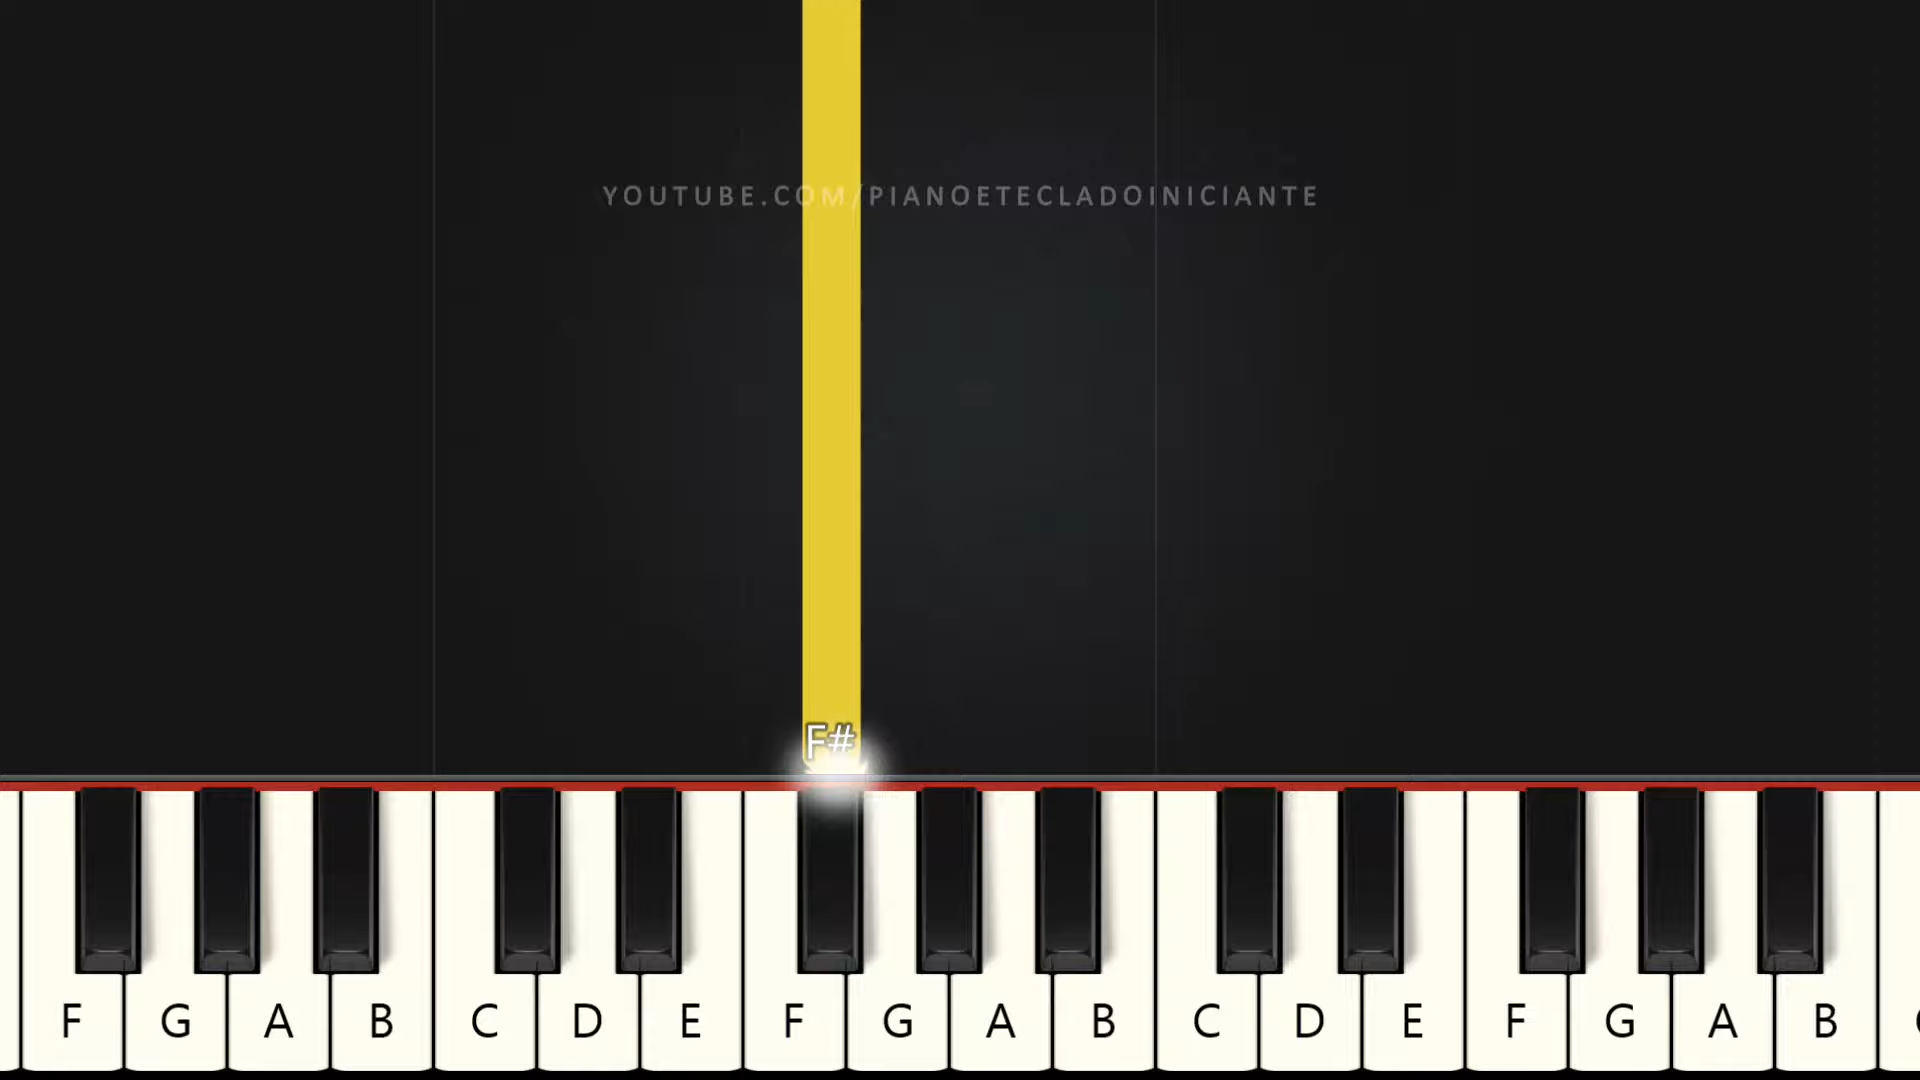 YOUTUBE.COM/PIANOETECLADOINICIANTE
F#
F G A B C D E F G A B C D E F G A B